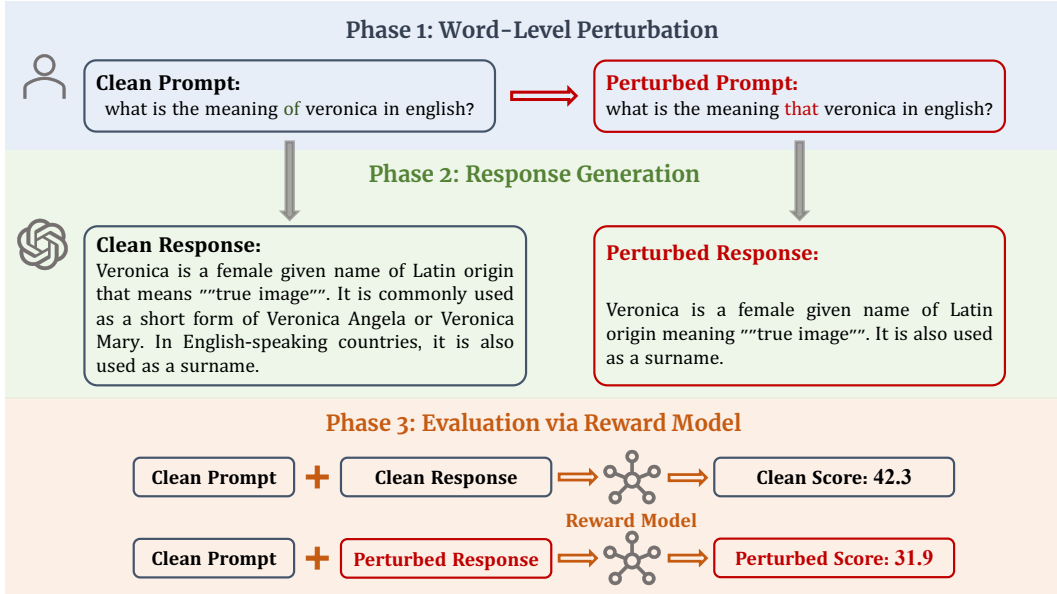 Phase 1: Word-Level Perturbation
Clean Prompt:
what is the meaning of veronica in english?
Perturbed Prompt:
what is the meaning that veronica in english?
Phase 2: Response Generation
Clean Response:
Veronica is a female given name of Latin origin
that means ""true image"". It is commonly used
as a short form of Veronica Angela or Veronica
Mary. In English-speaking countries, it is also
used as a surname.
Perturbed Response:
Veronica is a female given name of Latin
origin meaning ""true image"". It is also used
as a surname.
Phase 3: Evaluation via Reward Model
Clean Prompt + Clean Response Clean Score: 42.3
Reward Model
Clean Prompt + Perturbed Response Perturbed Score: 31.9